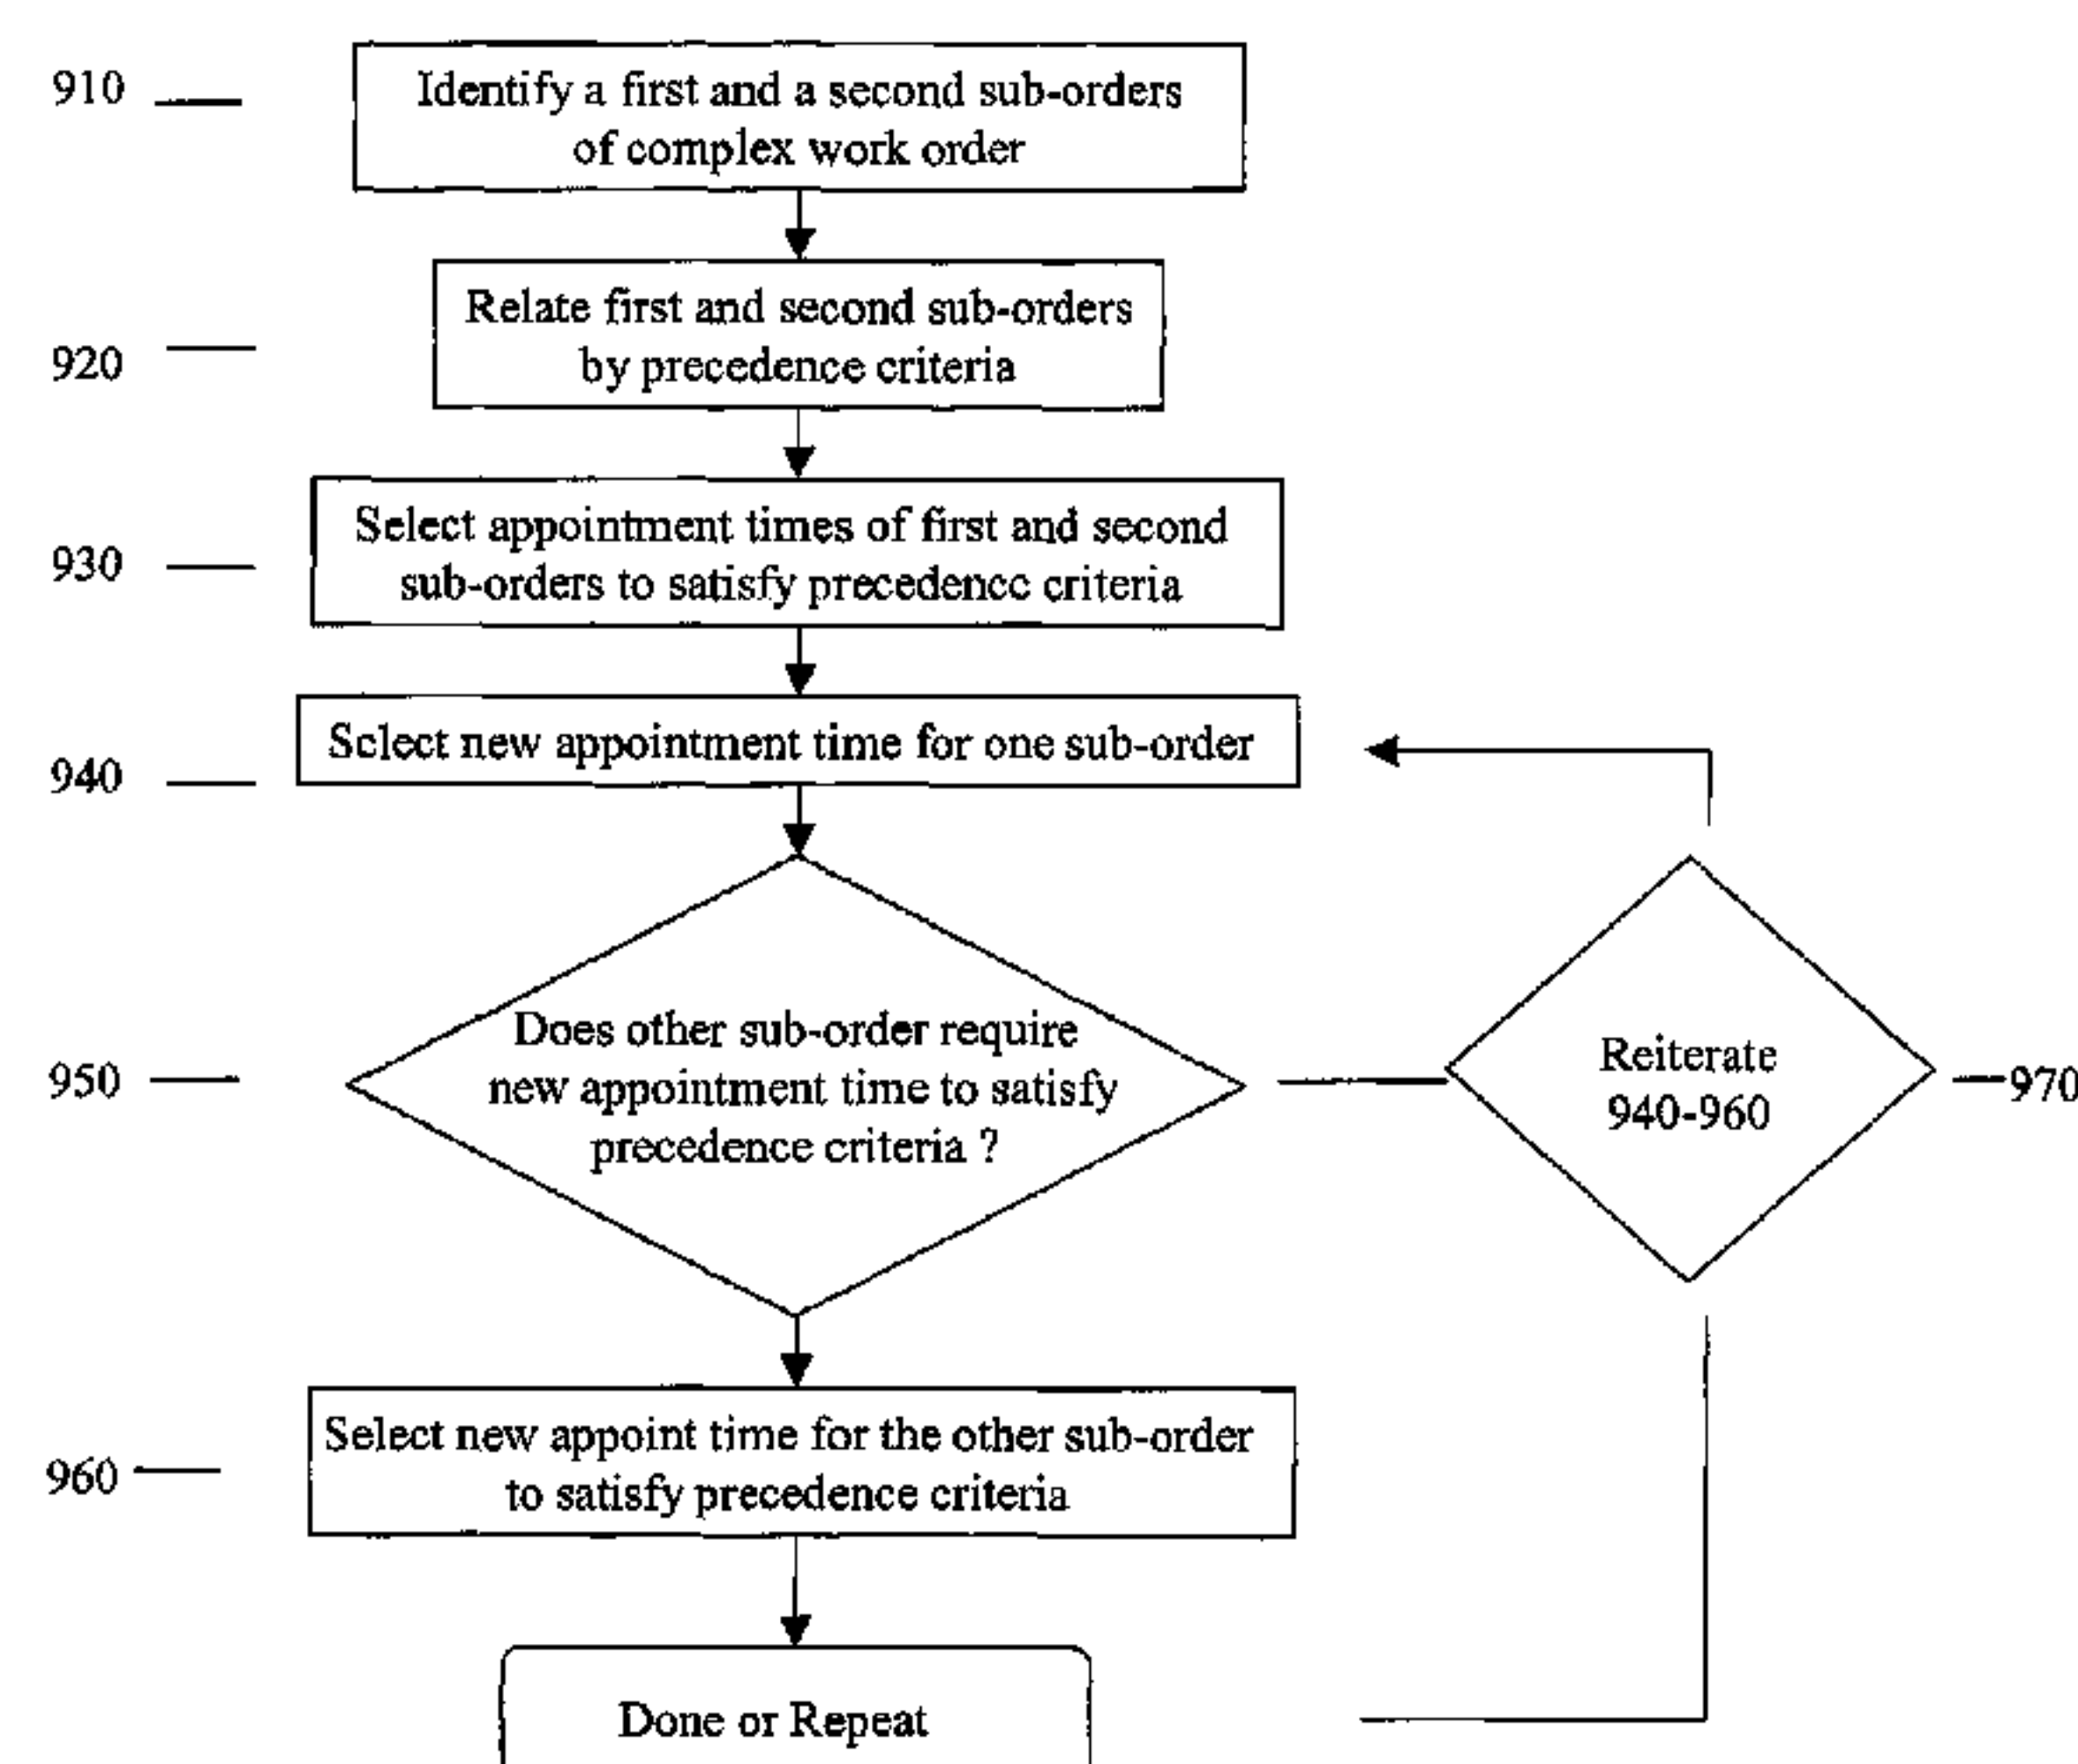 910
Identify a first and a second sub-orders
of complex work order
920
Relate first and second sub-orders
by precedence criteria
930
Select appointment times of first and second
sub-orders to satisfy precedence criteria
940
Select new appointment time for one sub-order
950
Does other sub-order require
new appointment time to satisfy
precedence criteria ?
Reiterate
940-960
970
960
Select new appoint time for the other sub-order
to satisfy precedence criteria
Done or Repeat